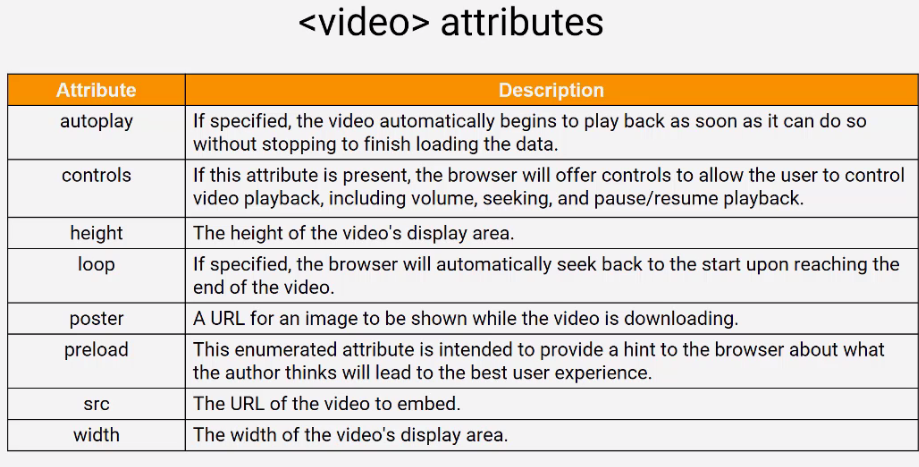 <video> attributes
Attribute Description
autoplay If specified, the video automatically begins to play back as soon as it can do so
without stopping to finish loading the data.
controls If this attribute is present, the browser will offer controls to allow the user to control
video playback, including volume, seeking, and pause/resume playback.
height The height of the video's display area.
loop If specified, the browser will automatically seek back to the start upon reaching the
end of the video.
poster A URL for an image to be shown while the video is downloading.
preload This enumerated attribute is intended to provide a hint to the browser about what
the author thinks will lead to the best user experience.
src The URL of the video to embed.
width The width of the video's display area.